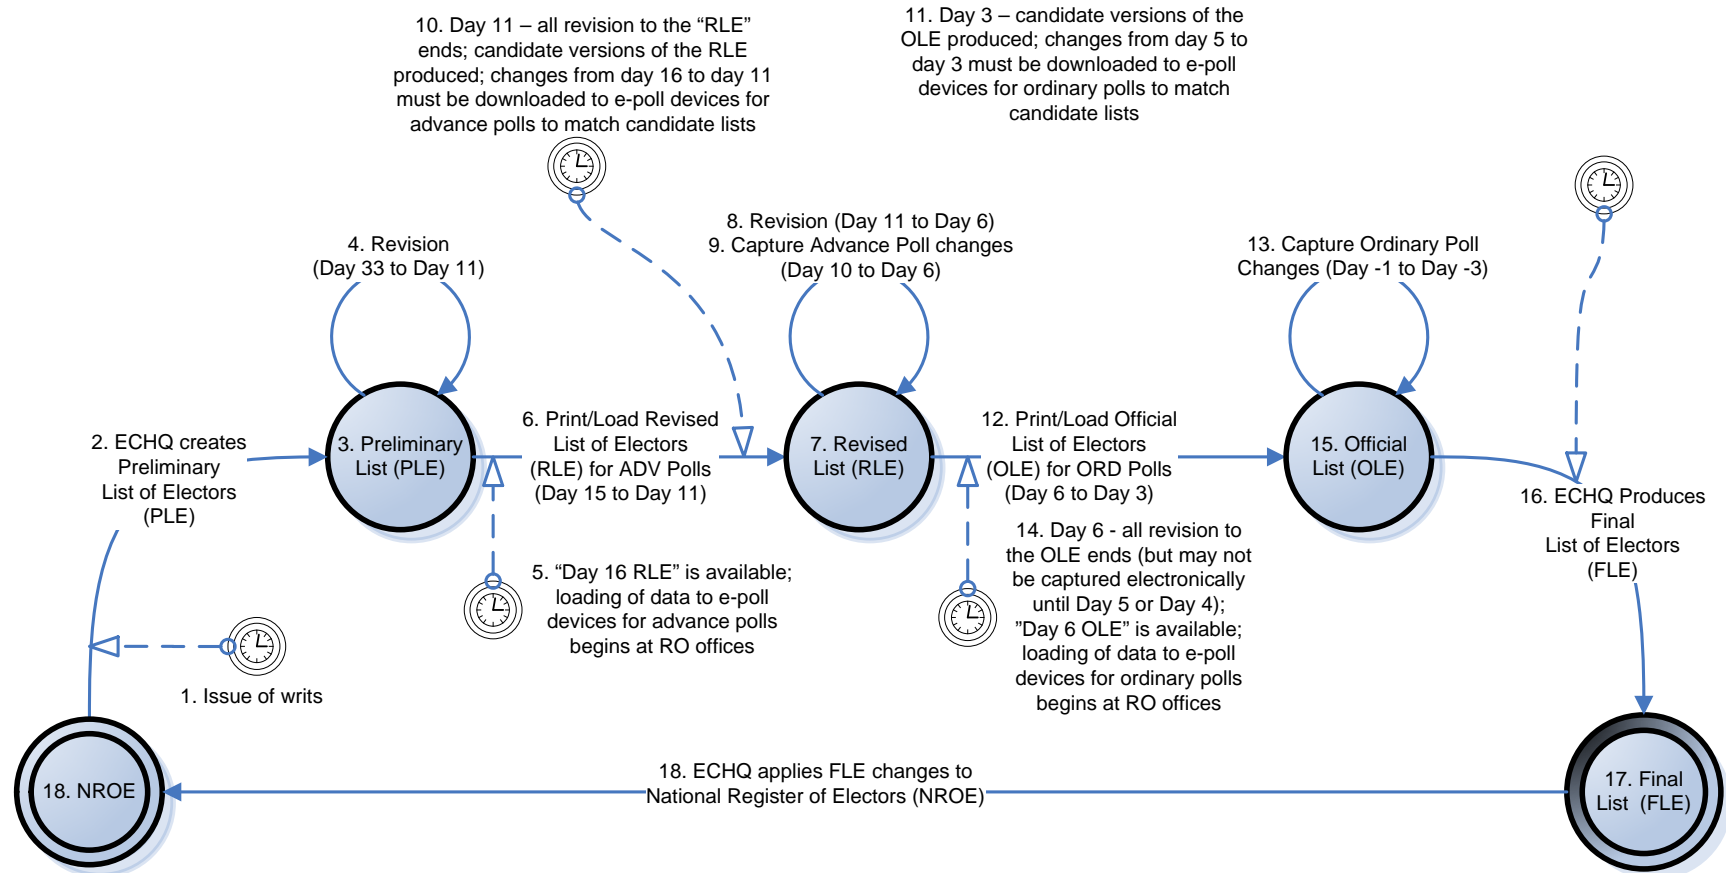 10. Day 11 – all revision to the “RLE”
ends; candidate versions of the RLE
produced; changes from day 16 to day 11
must be downloaded to e-poll devices for
advance polls to match candidate lists
11. Day 3 – candidate versions of the
OLE produced; changes from day 5 to
day 3 must be downloaded to e-poll
devices for ordinary polls to match
candidate lists
4. Revision
(Day 33 to Day 11)
8. Revision (Day 11 to Day 6)
9. Capture Advance Poll changes
(Day 10 to Day 6)
13. Capture Ordinary Poll
Changes (Day -1 to Day -3)
2. ECHQ creates
Preliminary
List of Electors
(PLE)
3. Preliminary
List (PLE)
6. Print/Load Revised
List of Electors
(RLE) for ADV Polls
(Day 15 to Day 11)
7. Revised
List (RLE)
12. Print/Load Official
List of Electors
(OLE) for ORD Polls
(Day 6 to Day 3)
15. Official
List (OLE)
16. ECHQ Produces
Final
List of Electors
(FLE)
5. “Day 16 RLE” is available;
loading of data to e-poll
devices for advance polls
begins at RO offices
14. Day 6 - all revision to
the OLE ends (but may not
be captured electronically
until Day 5 or Day 4);
”Day 6 OLE” is available;
loading of data to e-poll
devices for ordinary polls
begins at RO offices
1. Issue of writs
18. NROE
18. ECHQ applies FLE changes to
National Register of Electors (NROE)
17. Final
List (FLE)